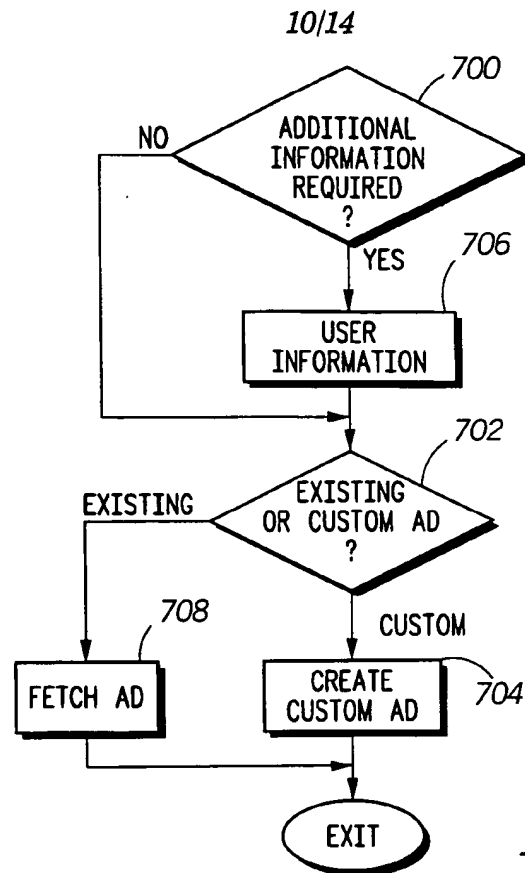 10/14
700
ADDITIONAL
INFORMATION
REQUIRED
?
NO
YES
706
USER
INFORMATION
702
EXISTING
OR CUSTOM AD
?
EXISTING
CUSTOM
708
FETCH AD
704
CREATE
CUSTOM AD
EXIT